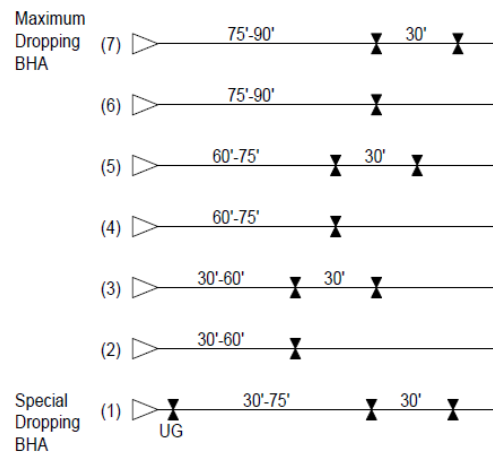 Maximum
Dropping
BHA
(7) 75'-90' 30'
(6) 75'-90'
(5) 60'-75' 30'
(4) 60'-75'
(3) 30'-60' 30'
(2) 30'-60'
Special
Dropping
BHA
(1) 30'-75' 30'
UG